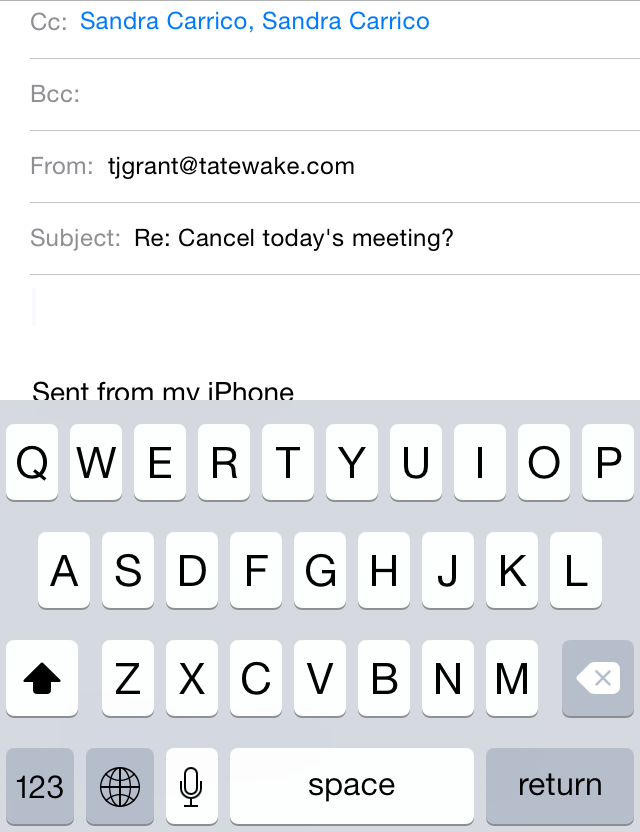 Cc: Sandra Carrico, Sandra Carrico
Bcc:
From: tjgrant@tatewake.com
Subject: Re: Cancel today's meeting?
Sent from my iPhone
Q W E R T Y U I O P
A S D F G H J K L
Z X C V B N M
123 space return